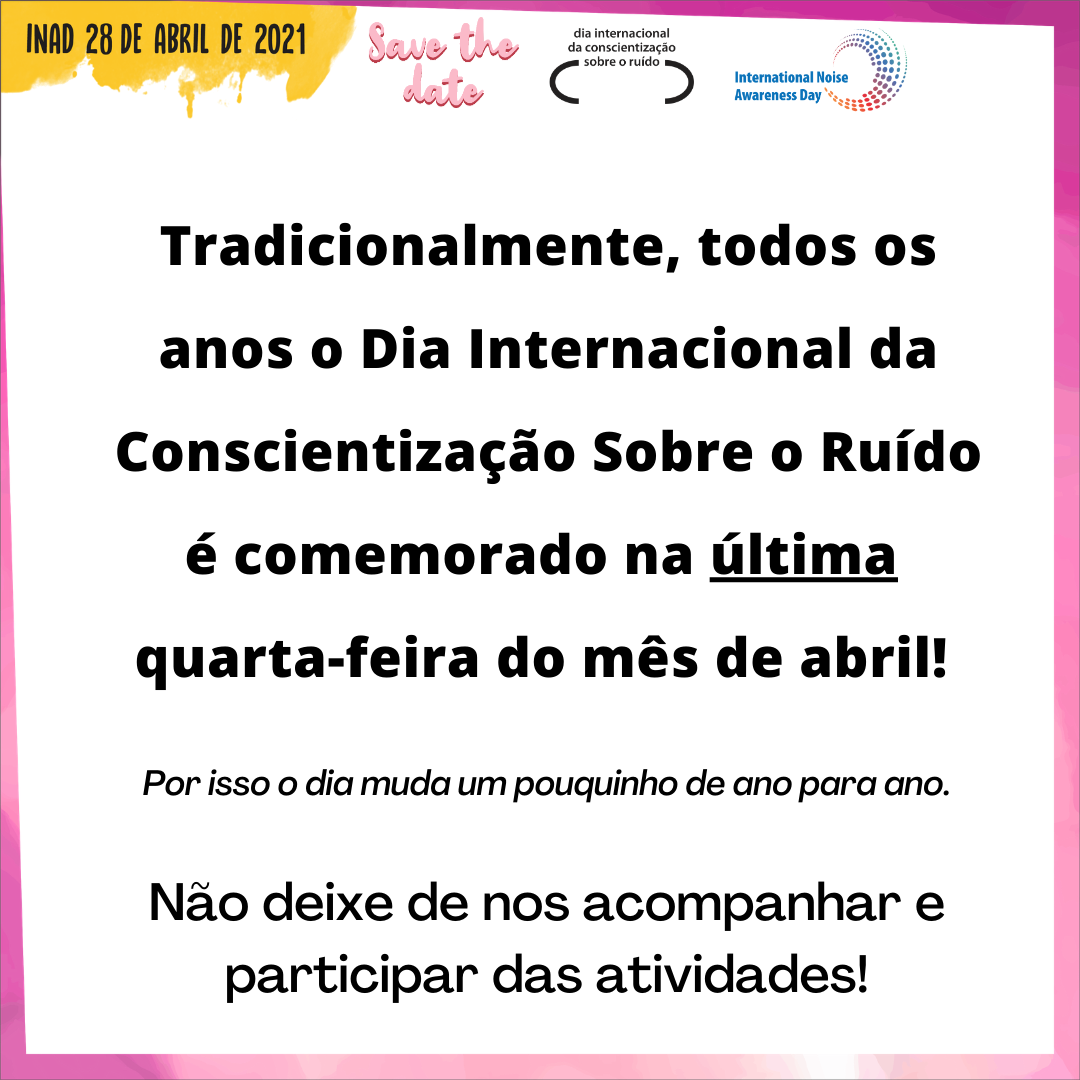 INAD 28 DE ABRIL DE 2021
Save the
date
dia internacional
da conscientização
sobre o ruído
International Noise
Awareness Day
Tradicionalmente, todos os
anos o Dia Internacional da
Conscientização Sobre o Ruído
é comemorado na última
quarta-feira do mês de abril!
Por isso o dia muda um pouquinho de ano para ano.
Não deixe de nos acompanhar e
participar das atividades!